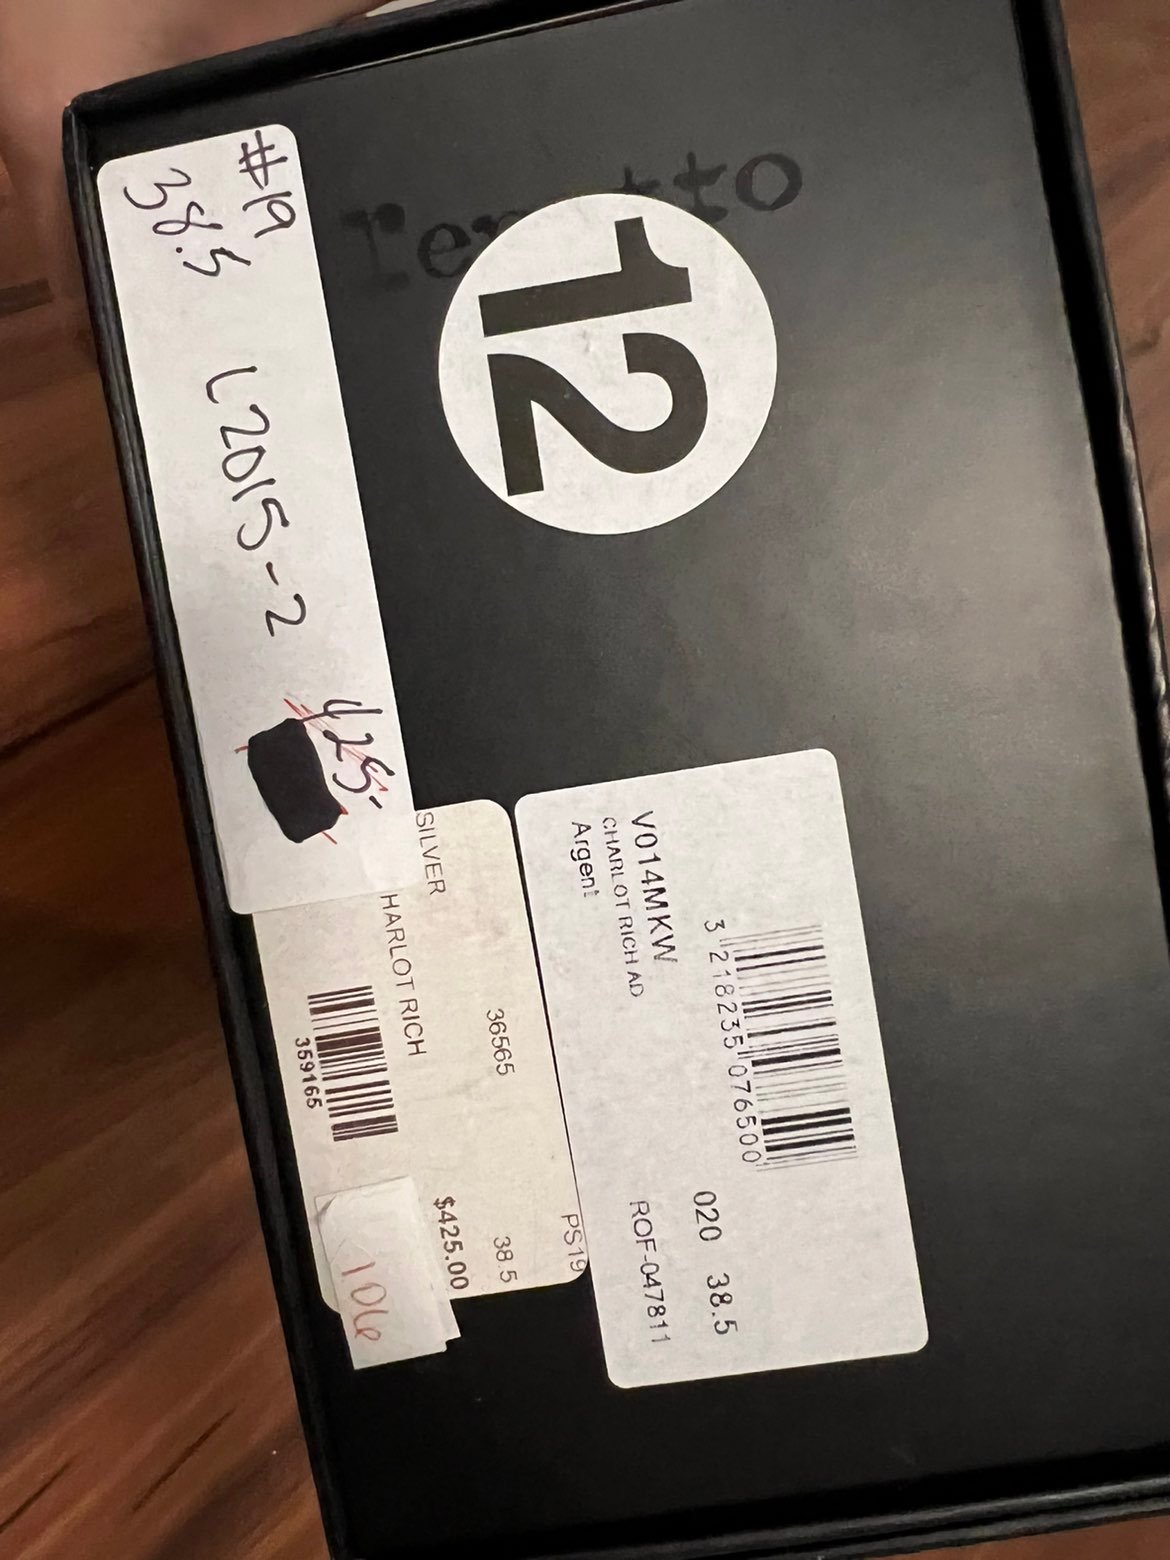 #19
38.5
L2015-2
425-
12
tto
SILVER
36565
PS19
HARLOT RICH
38.5
$425.00
359165
106
3 218235 076500
020 38.5
V014MKW
ROF-047811
CHARLOT RICH AD
Argent